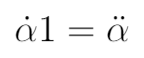 α̇1 = α̈